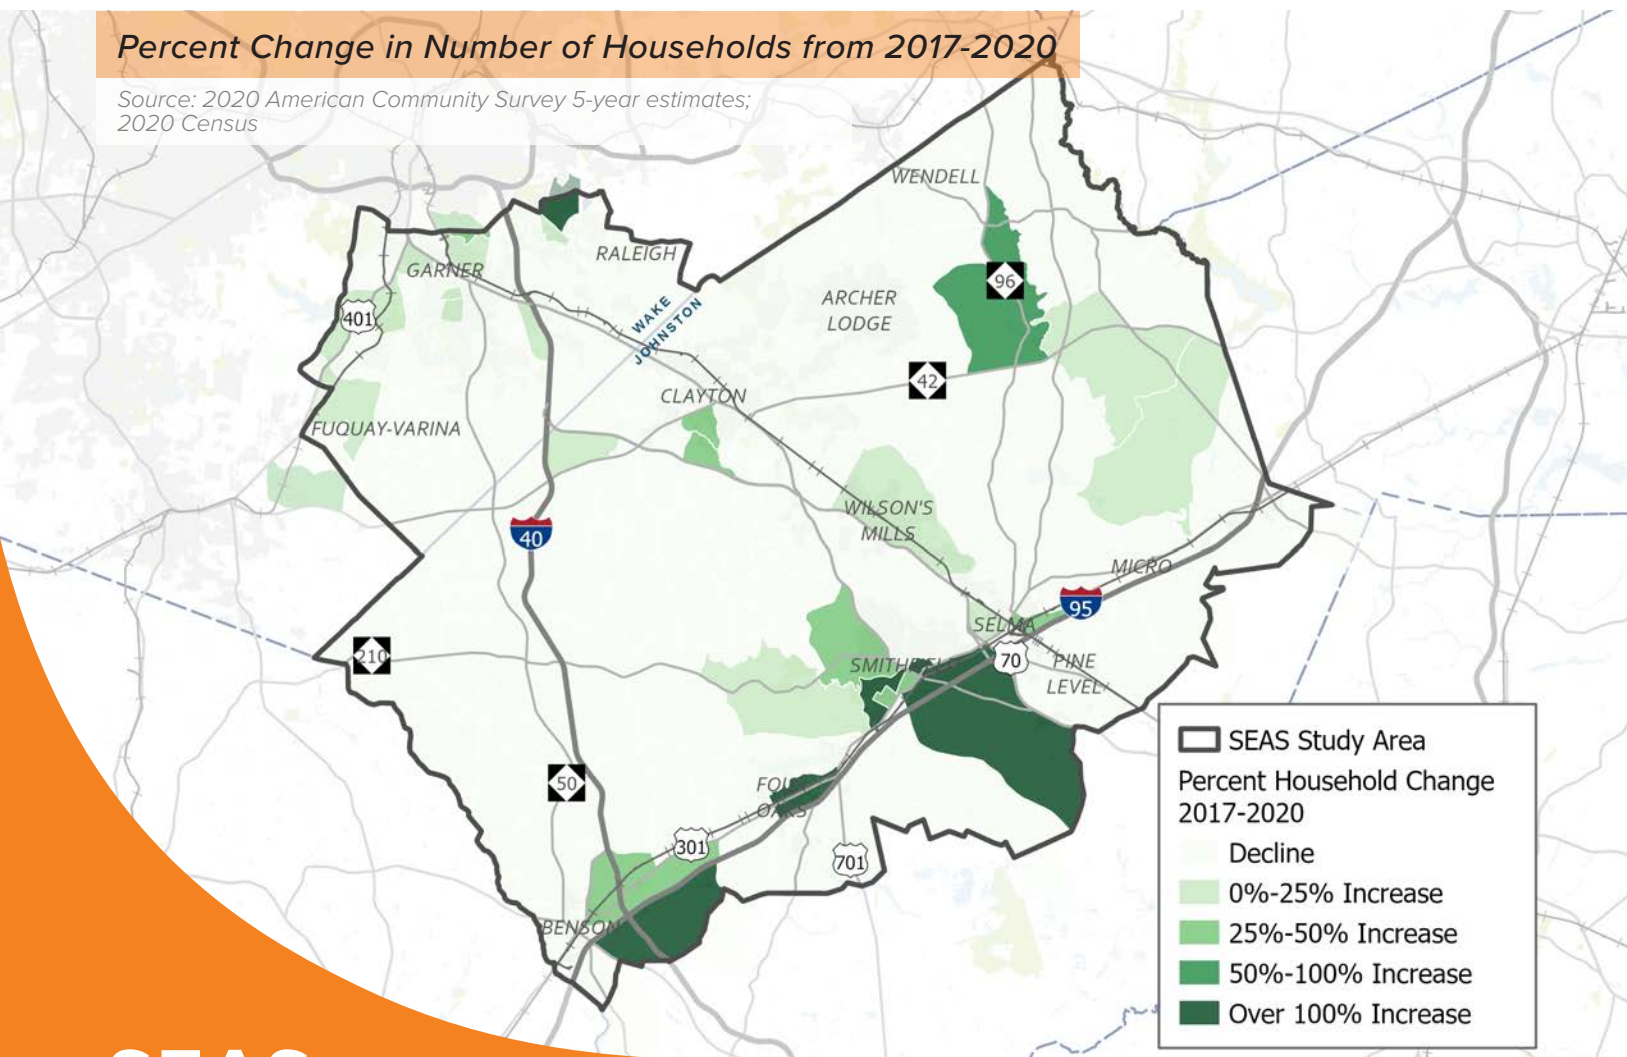 Percent Change in Number of Households from 2017-2020
Source: 2020 American Community Survey 5-year estimates;
2020 Census
WENDELL
RALEIGH
GARNER
96
ARCHER
LODGE
401
WAKE
JOHNSTON
42
CLAYTON
FUQUAY-VARINA
WILSON'S
MILLS
40
MICRO
95
SELMA
210
SMITHFIELD
70
PINE
LEVEL
50
FOUR
OAKS
301
701
BENSON
SEAS Study Area
Percent Household Change
2017-2020
Decline
0%-25% Increase
25%-50% Increase
50%-100% Increase
Over 100% Increase
SEAS